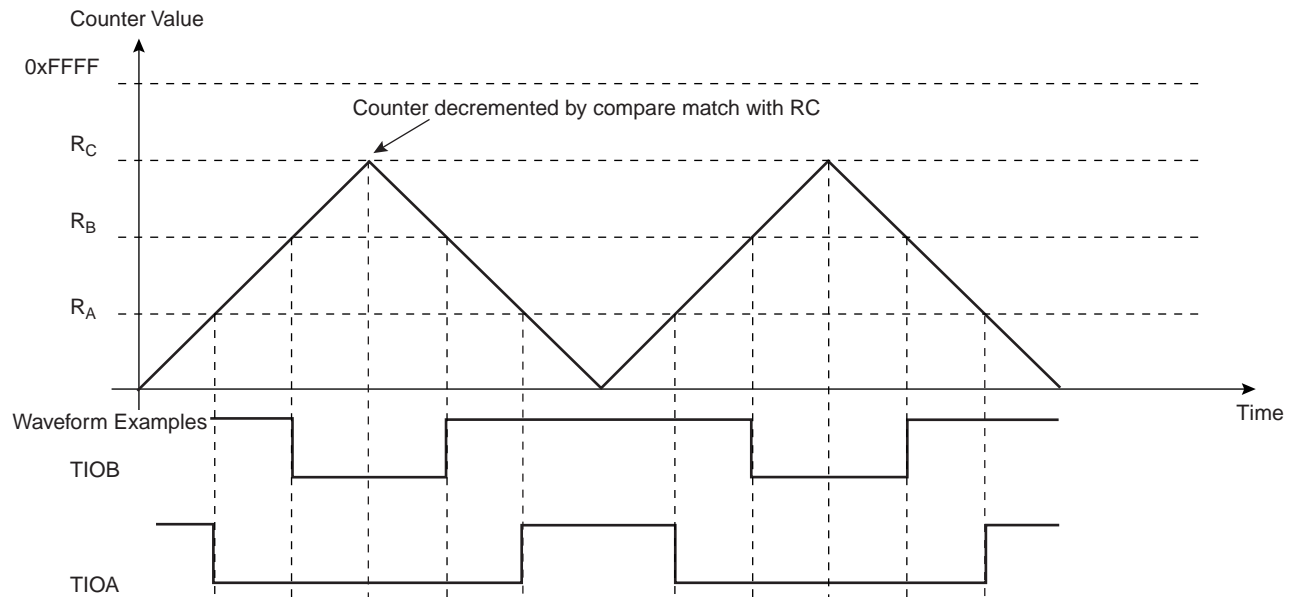 Counter Value
0xFFFF
Counter decremented by compare match with RC
RC
RB
RA
Time
Waveform Examples
TIOB
TIOA